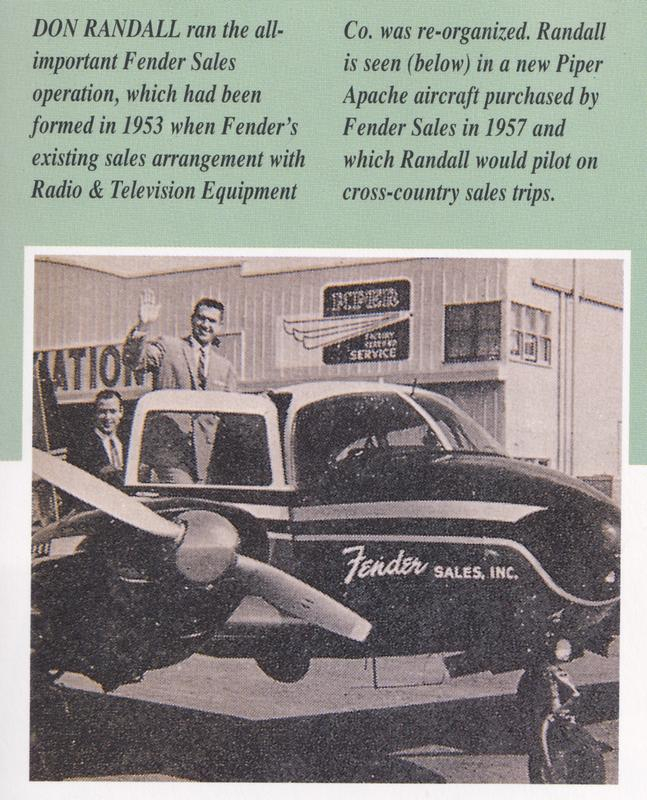 DON RANDALL ran the all-
important Fender Sales
operation, which had been
formed in 1953 when Fender's
existing sales arrangement with
Radio & Television Equipment
Co. was re-organized. Randall
is seen (below) in a new Piper
Apache aircraft purchased by
Fender Sales in 1957 and
which Randall would pilot on
cross-country sales trips.
PIPER
FACTORY
CERTIFIED
SERVICE
ATION
Fender SALES, INC.